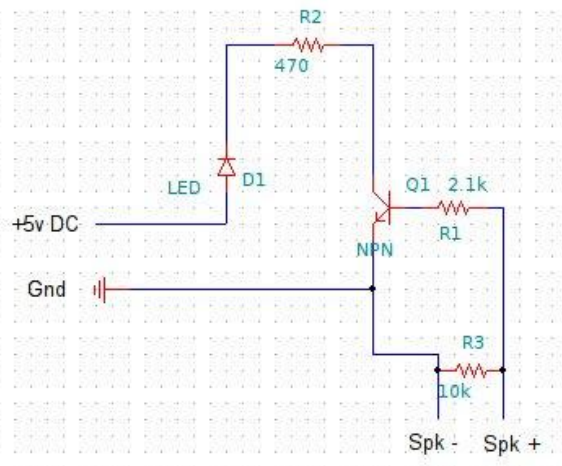 R2
470
LED
D1
Q1
2.1k
+5v DC
R1
NPN
Gnd
R3
10k
Spk -
Spk +